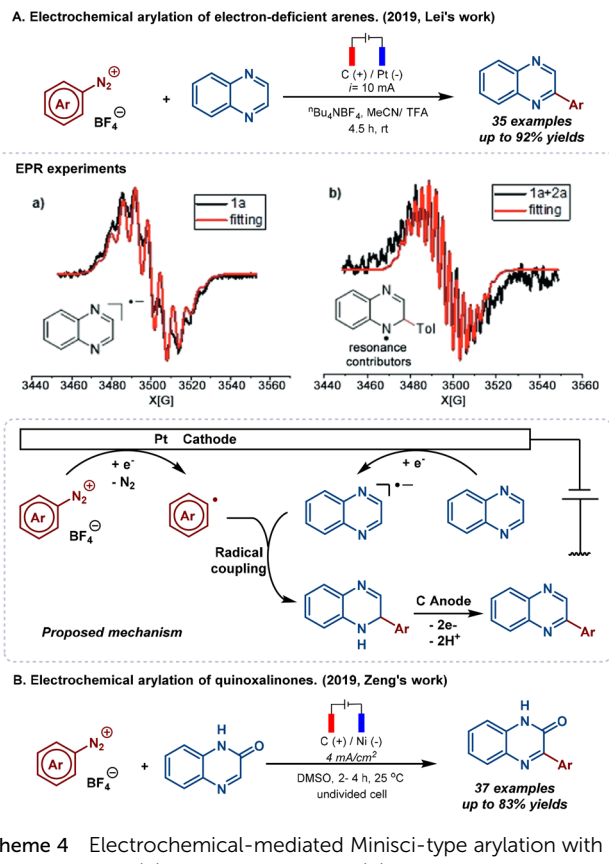 A. Electrochemical arylation of electron-deficient arenes. (2019, Lei's work)
Ar
N₂
⊕
BF₄
⊖
+
N
N
C (+) / Pt (-)
i= 10 mA
ⁿBu₄NBF₄, MeCN/ TFA
4.5 h, rt
N
N
Ar
35 examples
up to 92% yields
EPR experiments
a)
1a
fitting
N
N
•−
3440 3460 3480 3500 3520 3540 3560
X[G]
b)
1a+2a
fitting
N
N
•
Tol
resonance
contributors
3440 3460 3480 3500 3520 3540 3560
X[G]
Pt Cathode
+ e⁻
- N₂
+ e⁻
Ar
N₂
⊕
BF₄
⊖
Ar
•
N
N
•−
N
N
Radical
coupling
N
N
H
Ar
C Anode
- 2e-
- 2H⁺
N
N
Ar
Proposed mechanism
B. Electrochemical arylation of quinoxalinones. (2019, Zeng's work)
Ar
N₂
⊕
BF₄
⊖
+
H
N
O
N
C (+) / Ni (-)
4 mA/cm²
DMSO, 2- 4 h, 25 ºC
undivided cell
H
N
O
N
Ar
37 examples
up to 83% yields
heme 4 Electrochemical-mediated Minisci-type arylation with